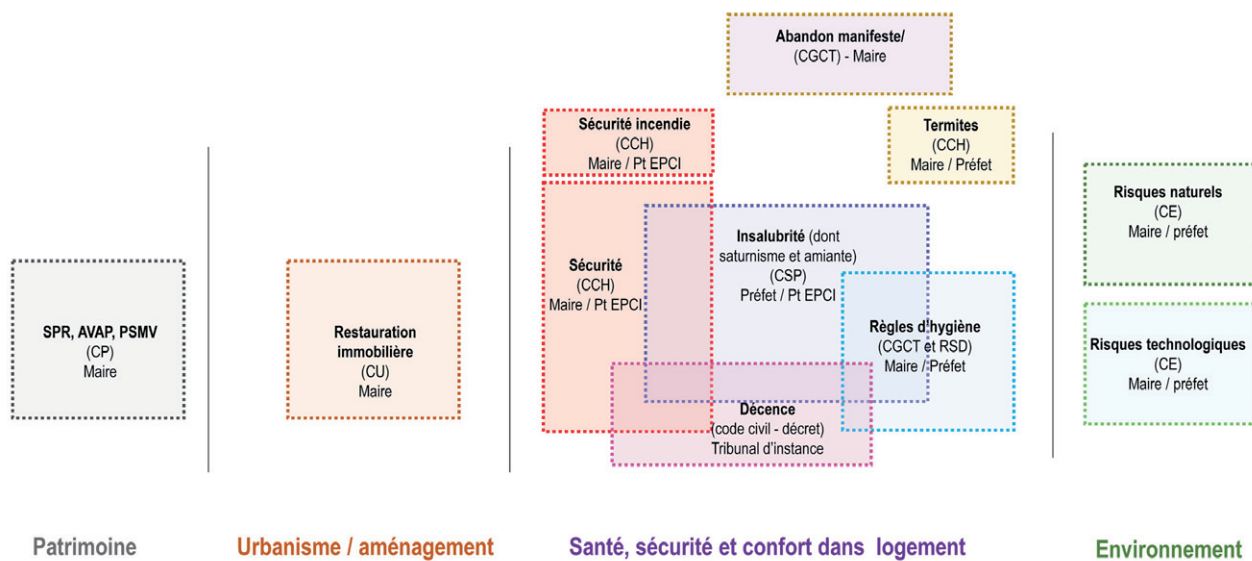 Abandon manifeste/
(CGCT) - Maire
Sécurité incendie
(CCH)
Maire / Pt EPCI
Termites
(CCH)
Maire / Préfet
Risques naturels
(CE)
Maire / préfet
Insalubrité (dont
saturnisme et amiante)
(CSP)
Préfet / Pt EPCI
Sécurité
(CCH)
Maire / Pt EPCI
SPR, AVAP, PSMV
(CP)
Maire
Restauration
immobilière
(CU)
Maire
Règles d'hygiène
(CGCT et RSD)
Maire / Préfet
Risques technologiques
(CE)
Maire / préfet
Décence
(code civil - décret)
Tribunal d'instance
Patrimoine
Urbanisme / aménagement
Santé, sécurité et confort dans logement
Environnement